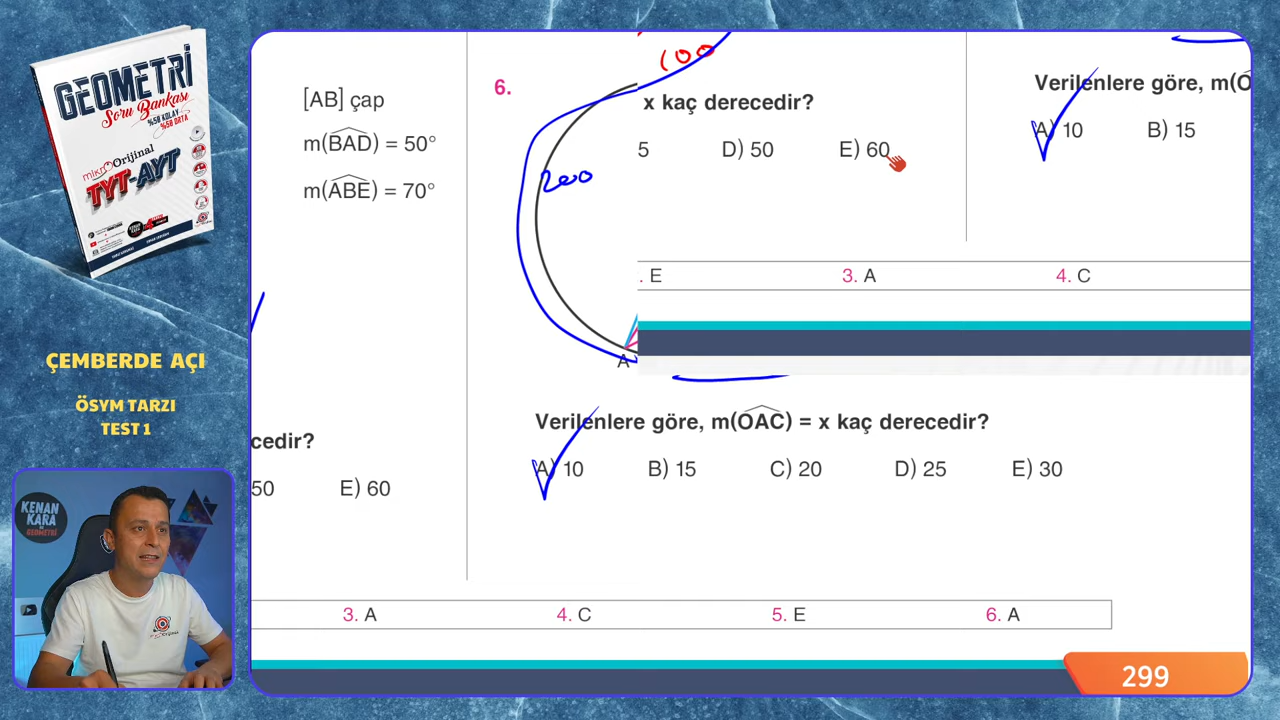 GEOMETRİ
Soru Bankası
%50 KOLAY
%50 ORTA
mikro Orijinal
TYT-AYT
ÇEMBERDE AÇI
ÖSYM TARZI
TEST 1
KENAN
KARA
GEOMETRİ
[AB] çap
m(BAD) = 50°
m(ABE) = 70°
cedir?
50 E) 60
6.
100
200
x kaç derecedir?
5 D) 50 E) 60
. E 3. A 4. C
A
Verilenlere göre, m(O
A) 10 B) 15
Verilenlere göre, m(OAC) = x kaç derecedir?
A) 10 B) 15 C) 20 D) 25 E) 30
3. A 4. C 5. E 6. A
299